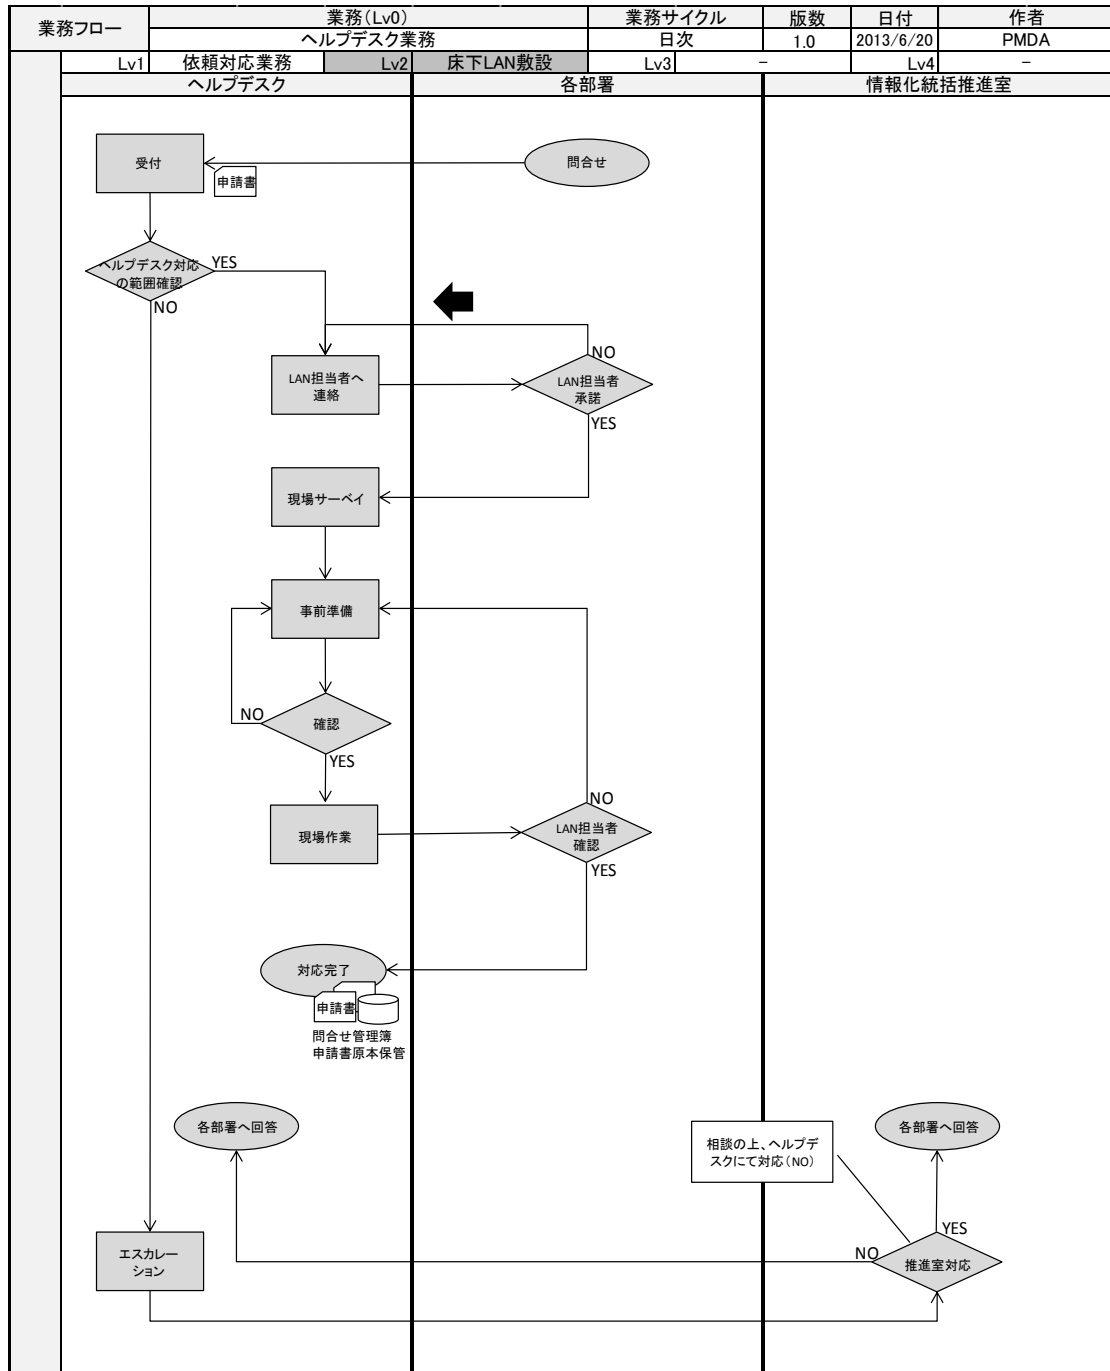 業務フロー
業務(Lv0)
業務サイクル
版数
日付
作者
ヘルプデスク業務
日次
1.0
2013/6/20
PMDA
Lv1
依頼対応業務
Lv2
床下LAN敷設
Lv3
－
Lv4
－
ヘルプデスク
各部署
情報化統括推進室
受付
申請書
問合せ
ヘルプデスク対応
の範囲確認
YES
NO
LAN担当者へ
連絡
NO
LAN担当者
承諾
YES
現場サーベイ
事前準備
NO
確認
YES
現場作業
NO
LAN担当者
確認
YES
対応完了
申請書
問合せ管理簿
申請書原本保管
各部署へ回答
相談の上、ヘルプデ
スクにて対応(NO)
各部署へ回答
エスカレー
ション
YES
NO
推進室対応